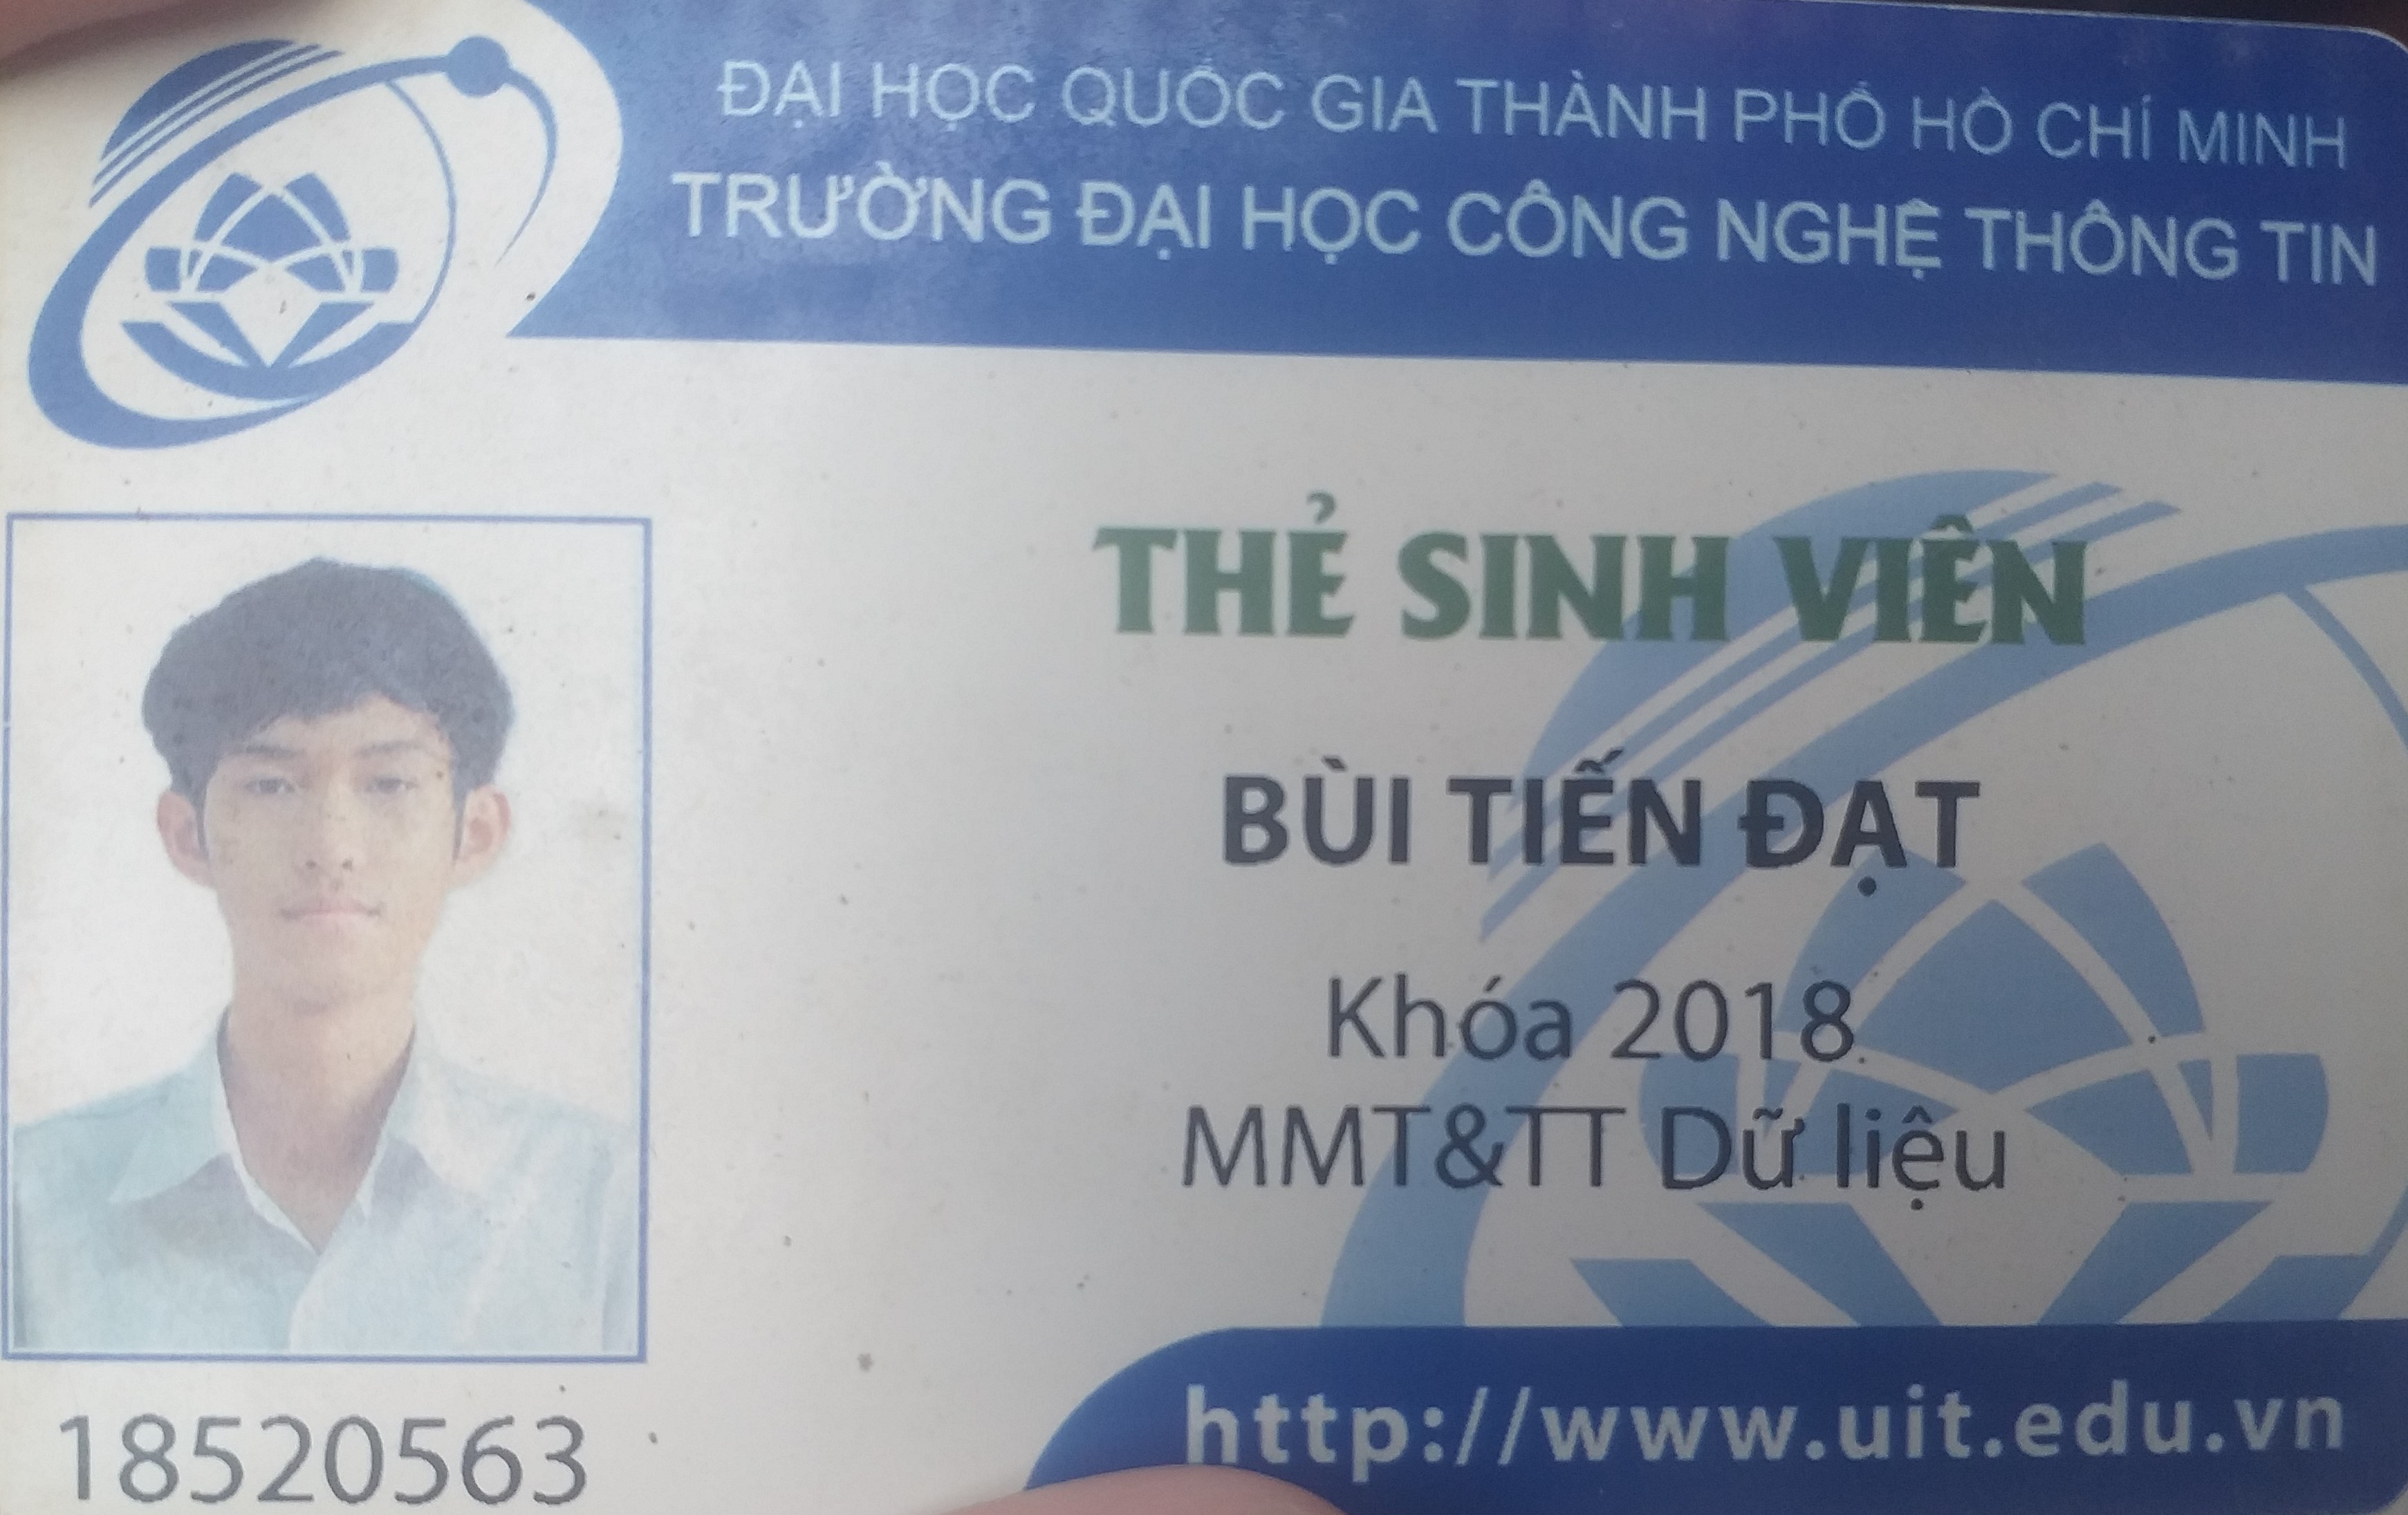 ĐẠI HỌC QUỐC GIA THÀNH PHỐ HỒ CHÍ MINH
TRƯỜNG ĐẠI HỌC CÔNG NGHỆ THÔNG TIN
THẺ SINH VIÊN
BÙI TIẾN ĐẠT
Khóa 2018
MMT&TT Dữ liệu
18520563
http://www.uit.edu.vn